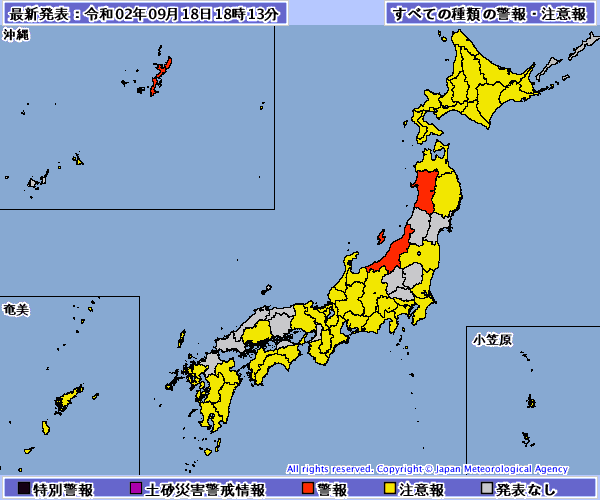 最新発表：令和02年09月18日18時13分
すべての種類の警報・注意報
沖縄
奄美
小笠原
All rights reserved. Copyright © Japan Meteorological Agency
特別警報 土砂災害警戒情報 警報 注意報 発表なし